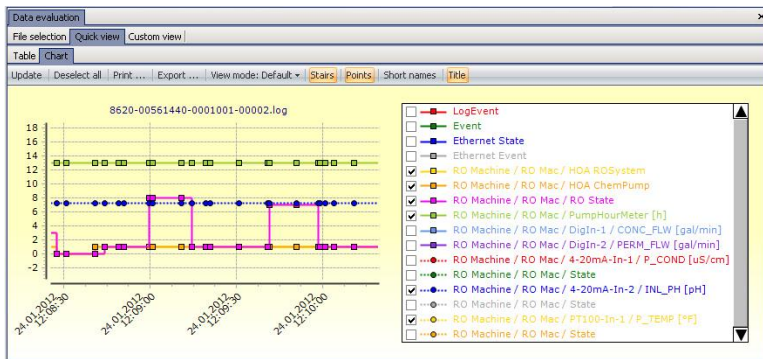 Data evaluation
x
File selection Quick view Custom view
Table Chart
Update Deselect all Print ... Export ... View mode: Default Stairs Points Short names Title
8620-00561440-0001001-00002.log
18
16
14
12
10
8
6
4
2
0
-2
24.01.2012
12:08:30
24.01.2012
12:09:00
24.01.2012
12:09:30
24.01.2012
12:10:00
LogEvent
Event
Ethernet State
Ethernet Event
RO Machine / RO Mac / HOA ROSystem
RO Machine / RO Mac / HOA ChemPump
RO Machine / RO Mac / RO State
RO Machine / RO Mac / PumpHourMeter [h]
RO Machine / RO Mac / DigIn-1 / CONC_FLW [gal/min]
RO Machine / RO Mac / DigIn-2 / PERM_FLW [gal/min]
RO Machine / RO Mac / 4-20mA-In-1 / P_COND [uS/cm]
RO Machine / RO Mac / State
RO Machine / RO Mac / 4-20mA-In-2 / INL_PH [pH]
RO Machine / RO Mac / State
RO Machine / RO Mac / PT100-In-1 / P_TEMP [°F]
RO Machine / RO Mac / State